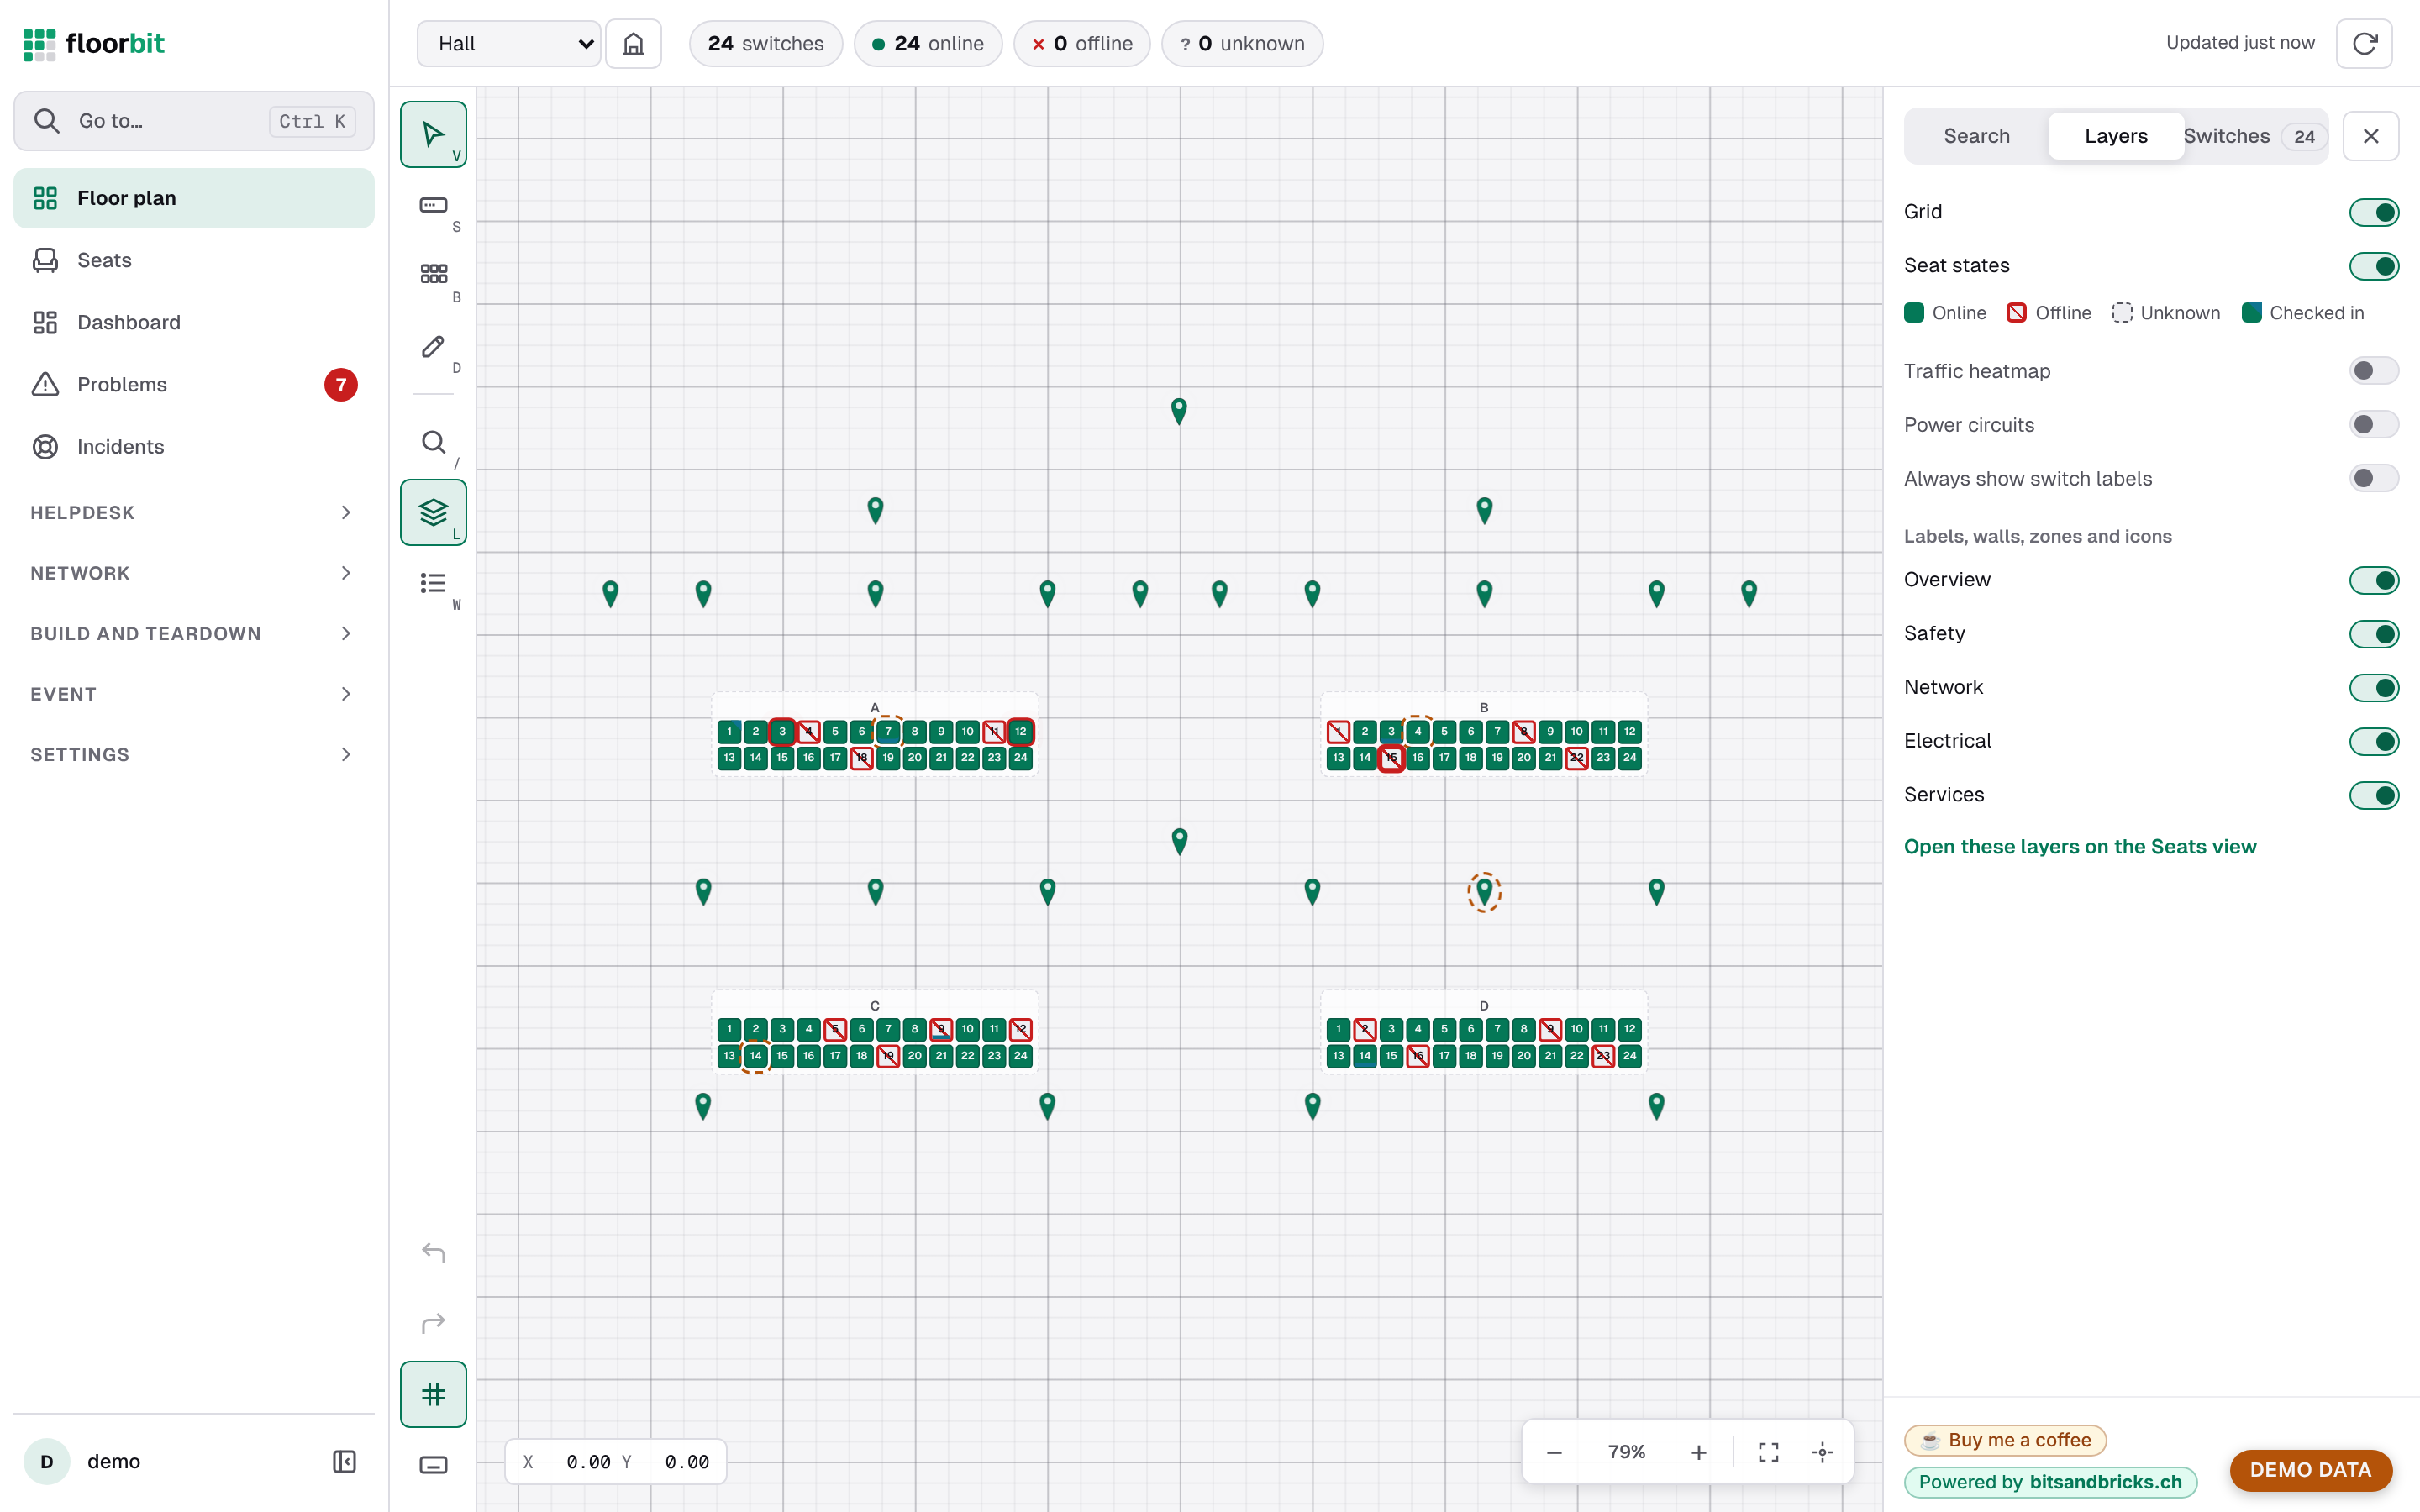 floorbit
Go to...
Ctrl K
Floor plan
Seats
Dashboard
Problems
7
Incidents
HELPDESK
NETWORK
BUILD AND TEARDOWN
EVENT
SETTINGS
D
demo
Hall
24 switches
24 online
0 offline
? 0 unknown
Updated just now
V
S
B
D
/
L
W
A
1 2 3 4 5 6 7 8 9 10 11 12
13 14 15 16 17 18 19 20 21 22 23 24
B
1 2 3 4 5 6 7 8 9 10 11 12
13 14 15 16 17 18 19 20 21 22 23 24
C
1 2 3 4 5 6 7 8 9 10 11 12
13 14 15 16 17 18 19 20 21 22 23 24
D
1 2 3 4 5 6 7 8 9 10 11 12
13 14 15 16 17 18 19 20 21 22 23 24
X 0.00 Y 0.00
79%
Search
Layers
Switches 24
Grid
Seat states
Online
Offline
Unknown
Checked in
Traffic heatmap
Power circuits
Always show switch labels
Labels, walls, zones and icons
Overview
Safety
Network
Electrical
Services
Open these layers on the Seats view
Buy me a coffee
Powered by bitsandbricks.ch
DEMO DATA